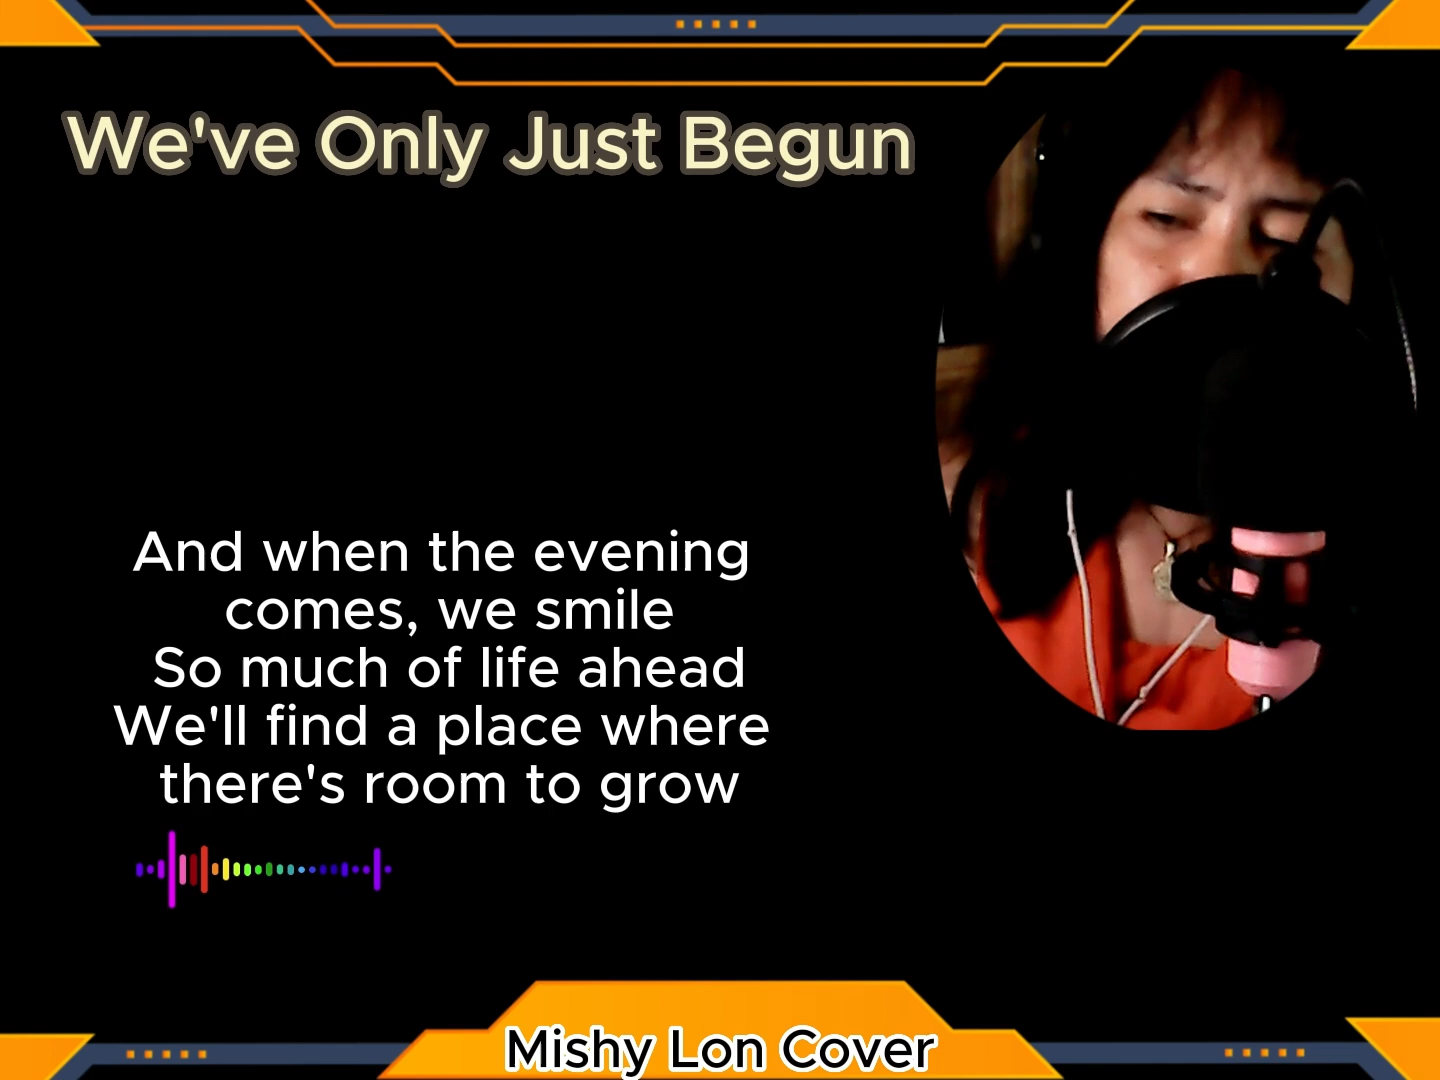 We've Only Just Begun
And when the evening
comes, we smile
So much of life ahead
We'll find a place where
there's room to grow
Mishy Lon Cover